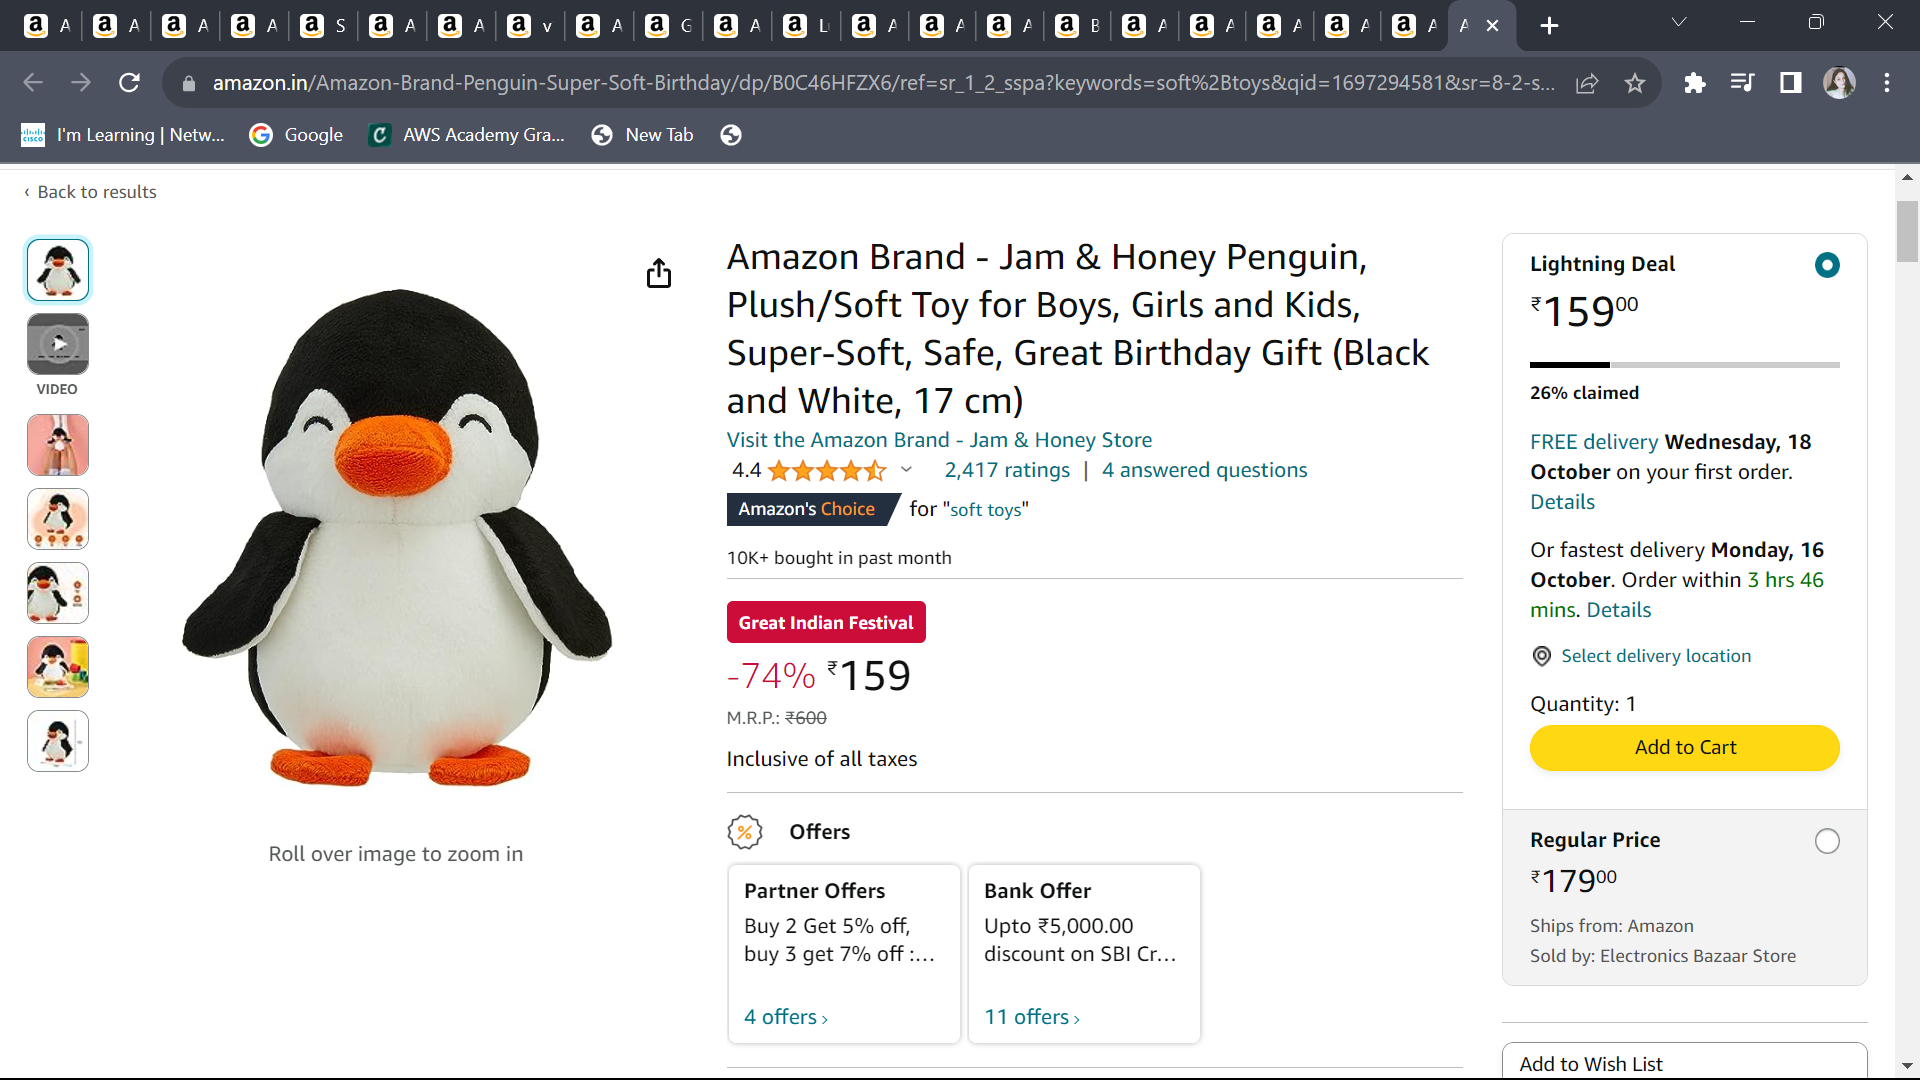 A
A
A
A
S
A
A
v
A
G
A
L
A
A
A
B
A
A
A
A
A
A
amazon.in/Amazon-Brand-Penguin-Super-Soft-Birthday/dp/B0C46HFZX6/ref=sr_1_2_sspa?keywords=soft%2Btoys&qid=1697294581&sr=8-2-s...
I'm Learning | Netw...
Google
AWS Academy Gra...
New Tab
‹ Back to results
VIDEO
Roll over image to zoom in
Amazon Brand - Jam & Honey Penguin,
Plush/Soft Toy for Boys, Girls and Kids,
Super-Soft, Safe, Great Birthday Gift (Black
and White, 17 cm)
Visit the Amazon Brand - Jam & Honey Store
4.4 2,417 ratings | 4 answered questions
Amazon's Choice for "soft toys"
10K+ bought in past month
Great Indian Festival
-74% ₹159
M.R.P.: ₹600
Inclusive of all taxes
Offers
Partner Offers
Buy 2 Get 5% off,
buy 3 get 7% off :...
4 offers ›
Bank Offer
Upto ₹5,000.00
discount on SBI Cr...
11 offers ›
Lightning Deal
₹15900
26% claimed
FREE delivery Wednesday, 18
October on your first order.
Details
Or fastest delivery Monday, 16
October. Order within 3 hrs 46
mins. Details
Select delivery location
Quantity: 1
Add to Cart
Regular Price
₹17900
Ships from: Amazon
Sold by: Electronics Bazaar Store
Add to Wish List